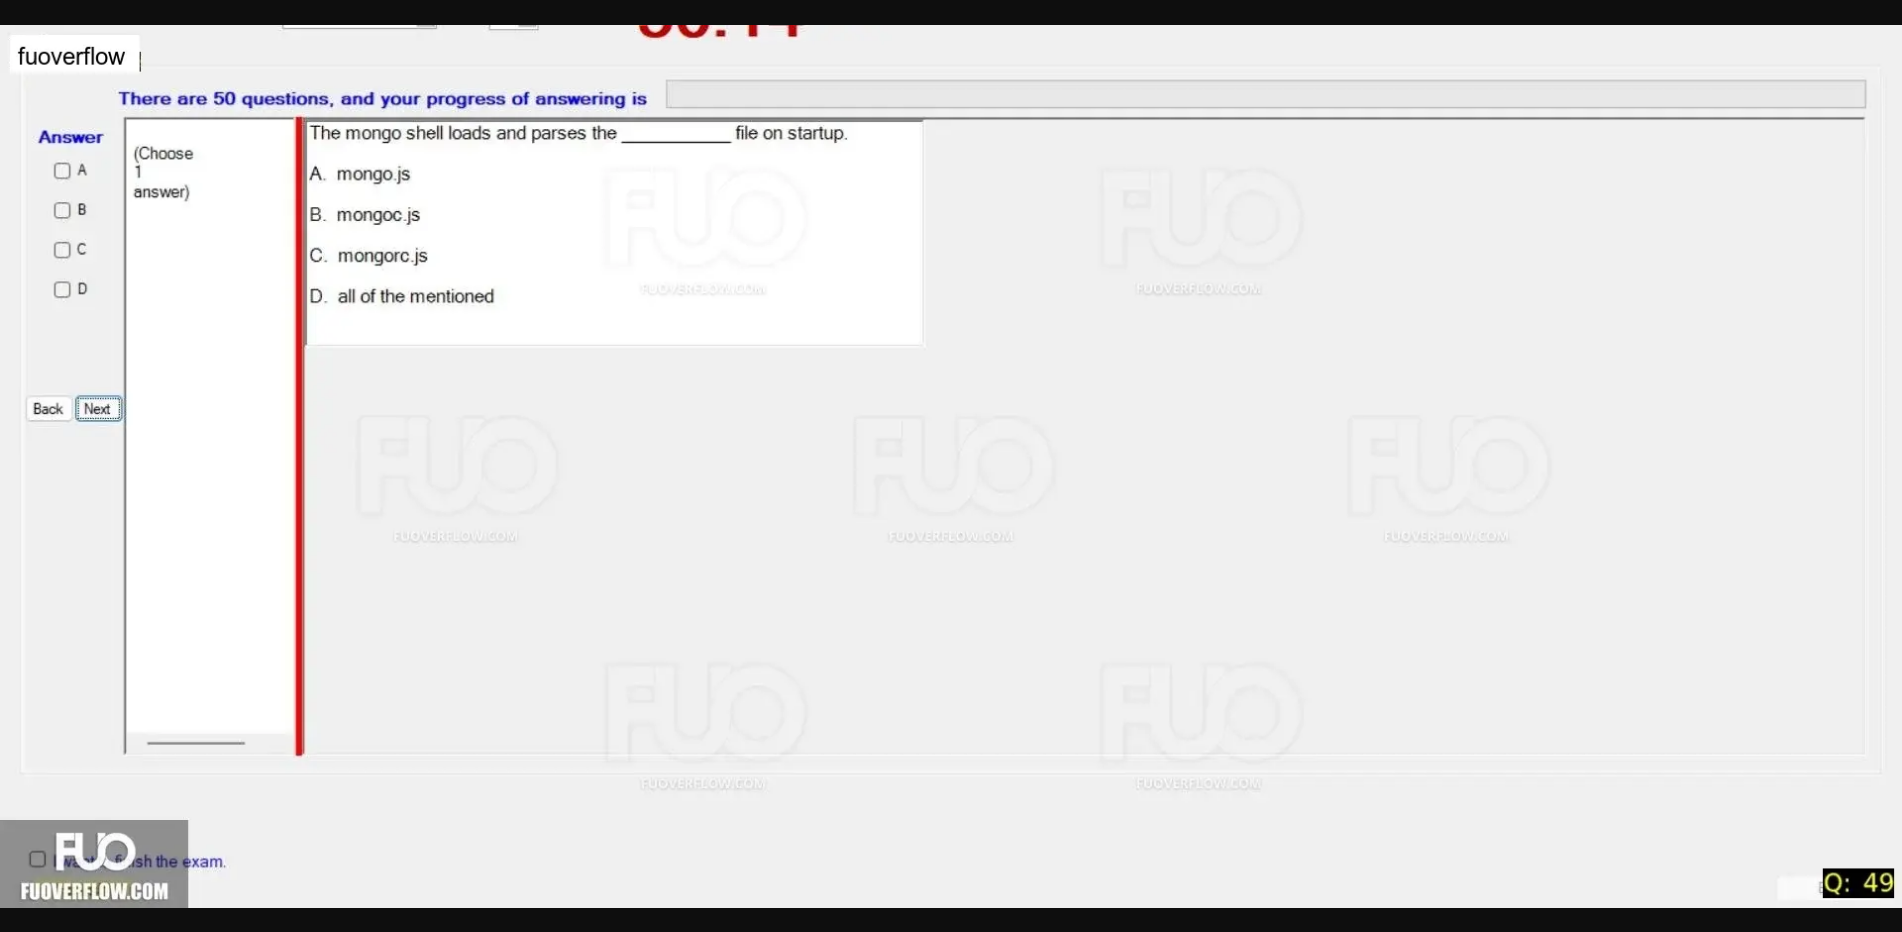 fuoverflow
There are 50 questions, and your progress of answering is
Answer
A
B
C
D
(Choose
1
answer)
The mongo shell loads and parses the ___________ file on startup.
A. mongo.js
B. mongoc.js
C. mongorc.js
D. all of the mentioned
Back Next
FUO
FUOVERFLOW.COM
FUO
FUOVERFLOW.COM
FUO
FUOVERFLOW.COM
FUO
FUOVERFLOW.COM
FUO
FUOVERFLOW.COM
FUO
FUOVERFLOW.COM
FUO
FUOVERFLOW.COM
FUO
the exam.
FUOVERFLOW.COM
Q: 49